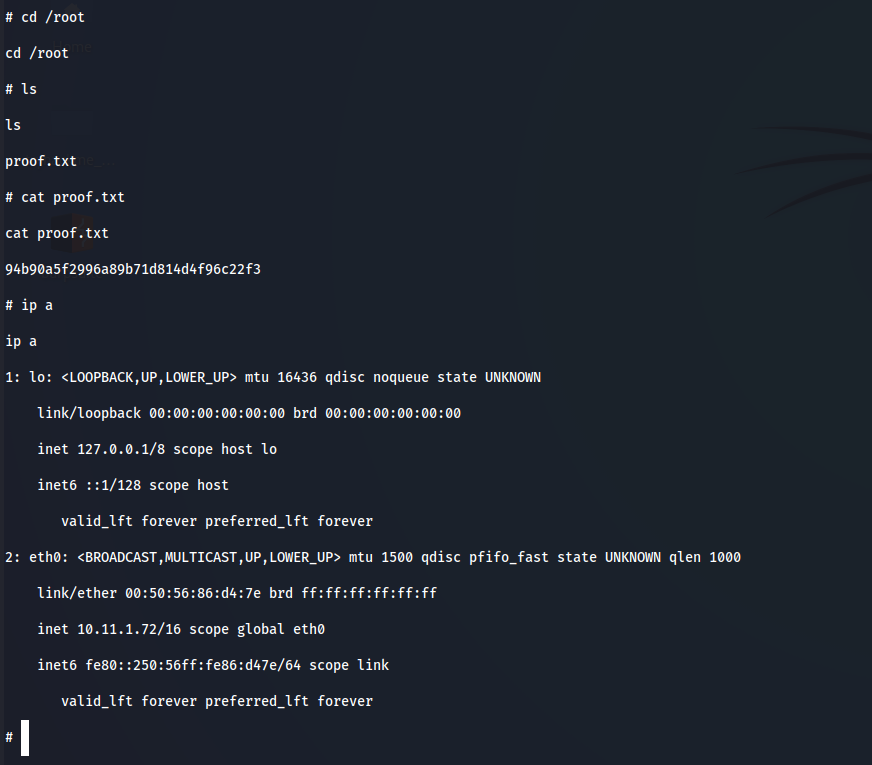 # cd /root
cd /root
# ls
ls
proof.txt
# cat proof.txt
cat proof.txt
94b90a5f2996a89b71d814d4f96c22f3
# ip a
ip a
1: lo: <LOOPBACK,UP,LOWER_UP> mtu 16436 qdisc noqueue state UNKNOWN
    link/loopback 00:00:00:00:00:00 brd 00:00:00:00:00:00
    inet 127.0.0.1/8 scope host lo
    inet6 ::1/128 scope host
       valid_lft forever preferred_lft forever
2: eth0: <BROADCAST,MULTICAST,UP,LOWER_UP> mtu 1500 qdisc pfifo_fast state UNKNOWN qlen 1000
    link/ether 00:50:56:86:d4:7e brd ff:ff:ff:ff:ff:ff
    inet 10.11.1.72/16 scope global eth0
    inet6 fe80::250:56ff:fe86:d47e/64 scope link
       valid_lft forever preferred_lft forever
#